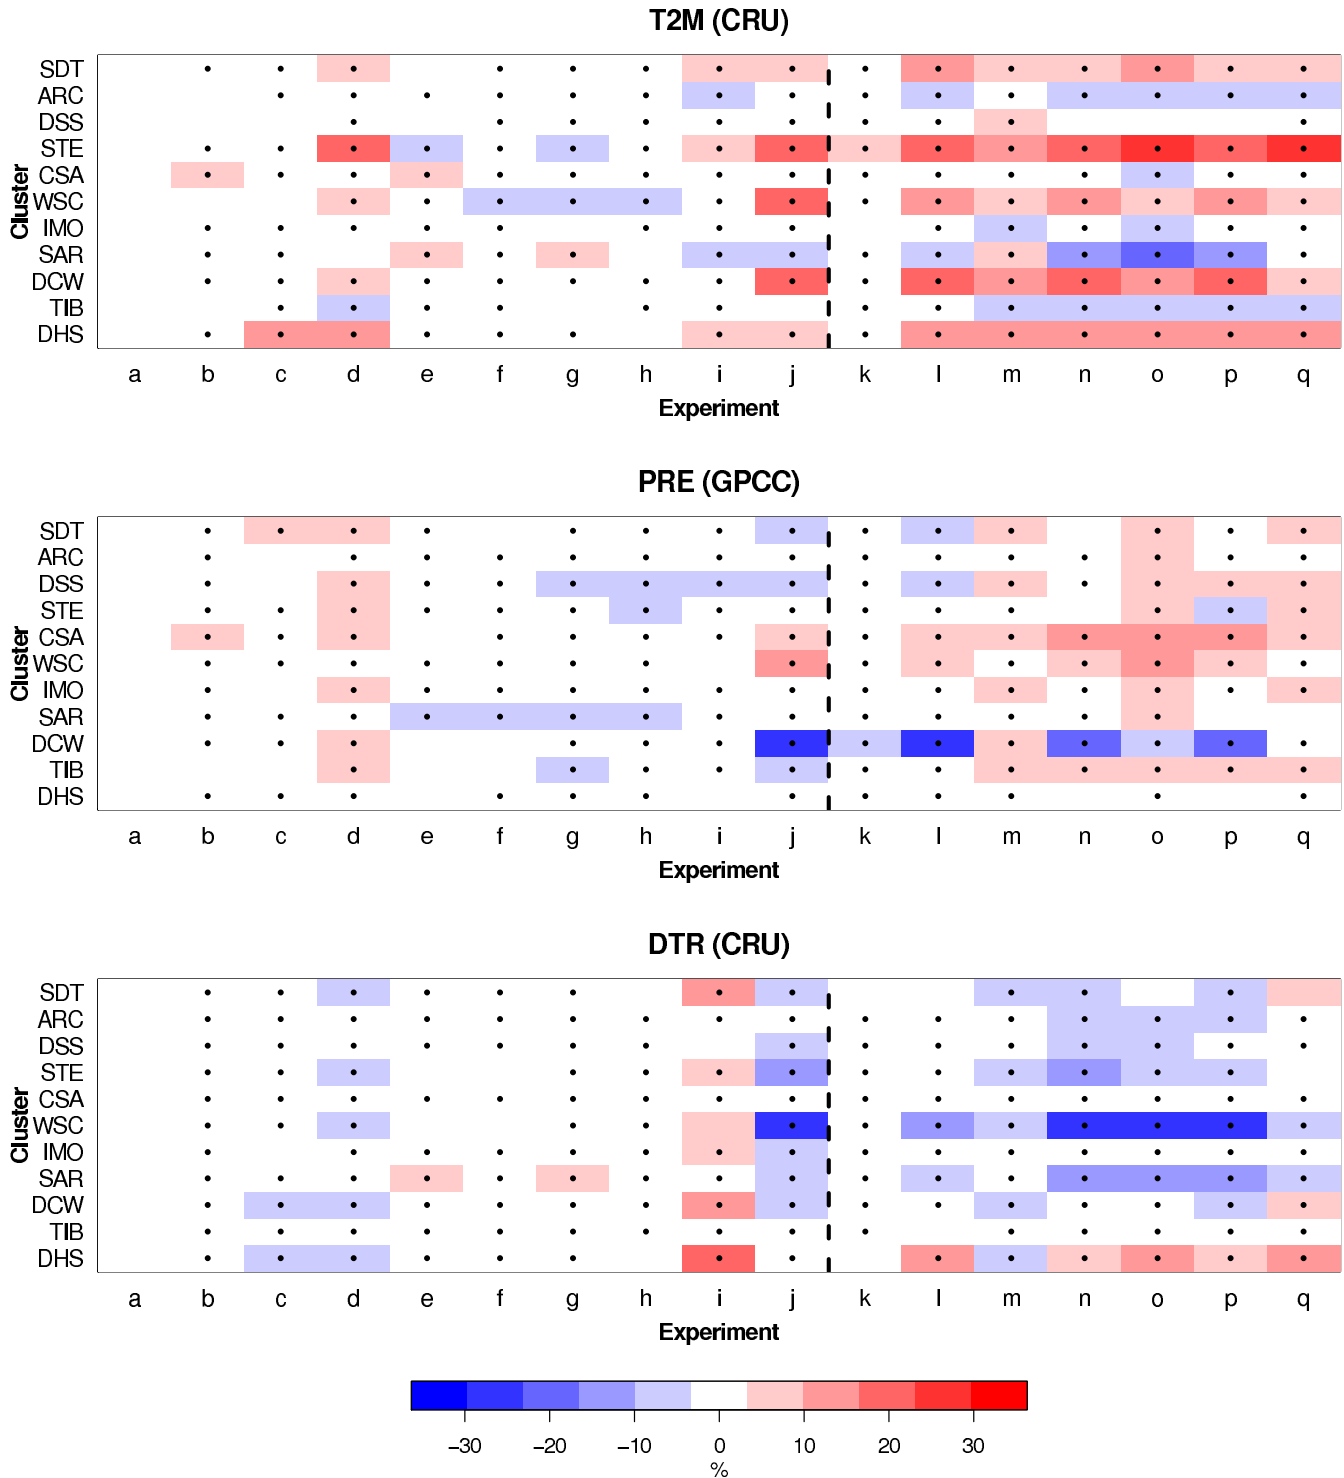 T2M (CRU)
Cluster
SDT
ARC
DSS
STE
CSA
WSC
IMO
SAR
DCW
TIB
DHS
a b c d e f g h i j k l m n o p q
Experiment
PRE (GPCC)
Cluster
SDT
ARC
DSS
STE
CSA
WSC
IMO
SAR
DCW
TIB
DHS
a b c d e f g h i j k l m n o p q
Experiment
DTR (CRU)
Cluster
SDT
ARC
DSS
STE
CSA
WSC
IMO
SAR
DCW
TIB
DHS
a b c d e f g h i j k l m n o p q
Experiment
−30 −20 −10 0 10 20 30
%